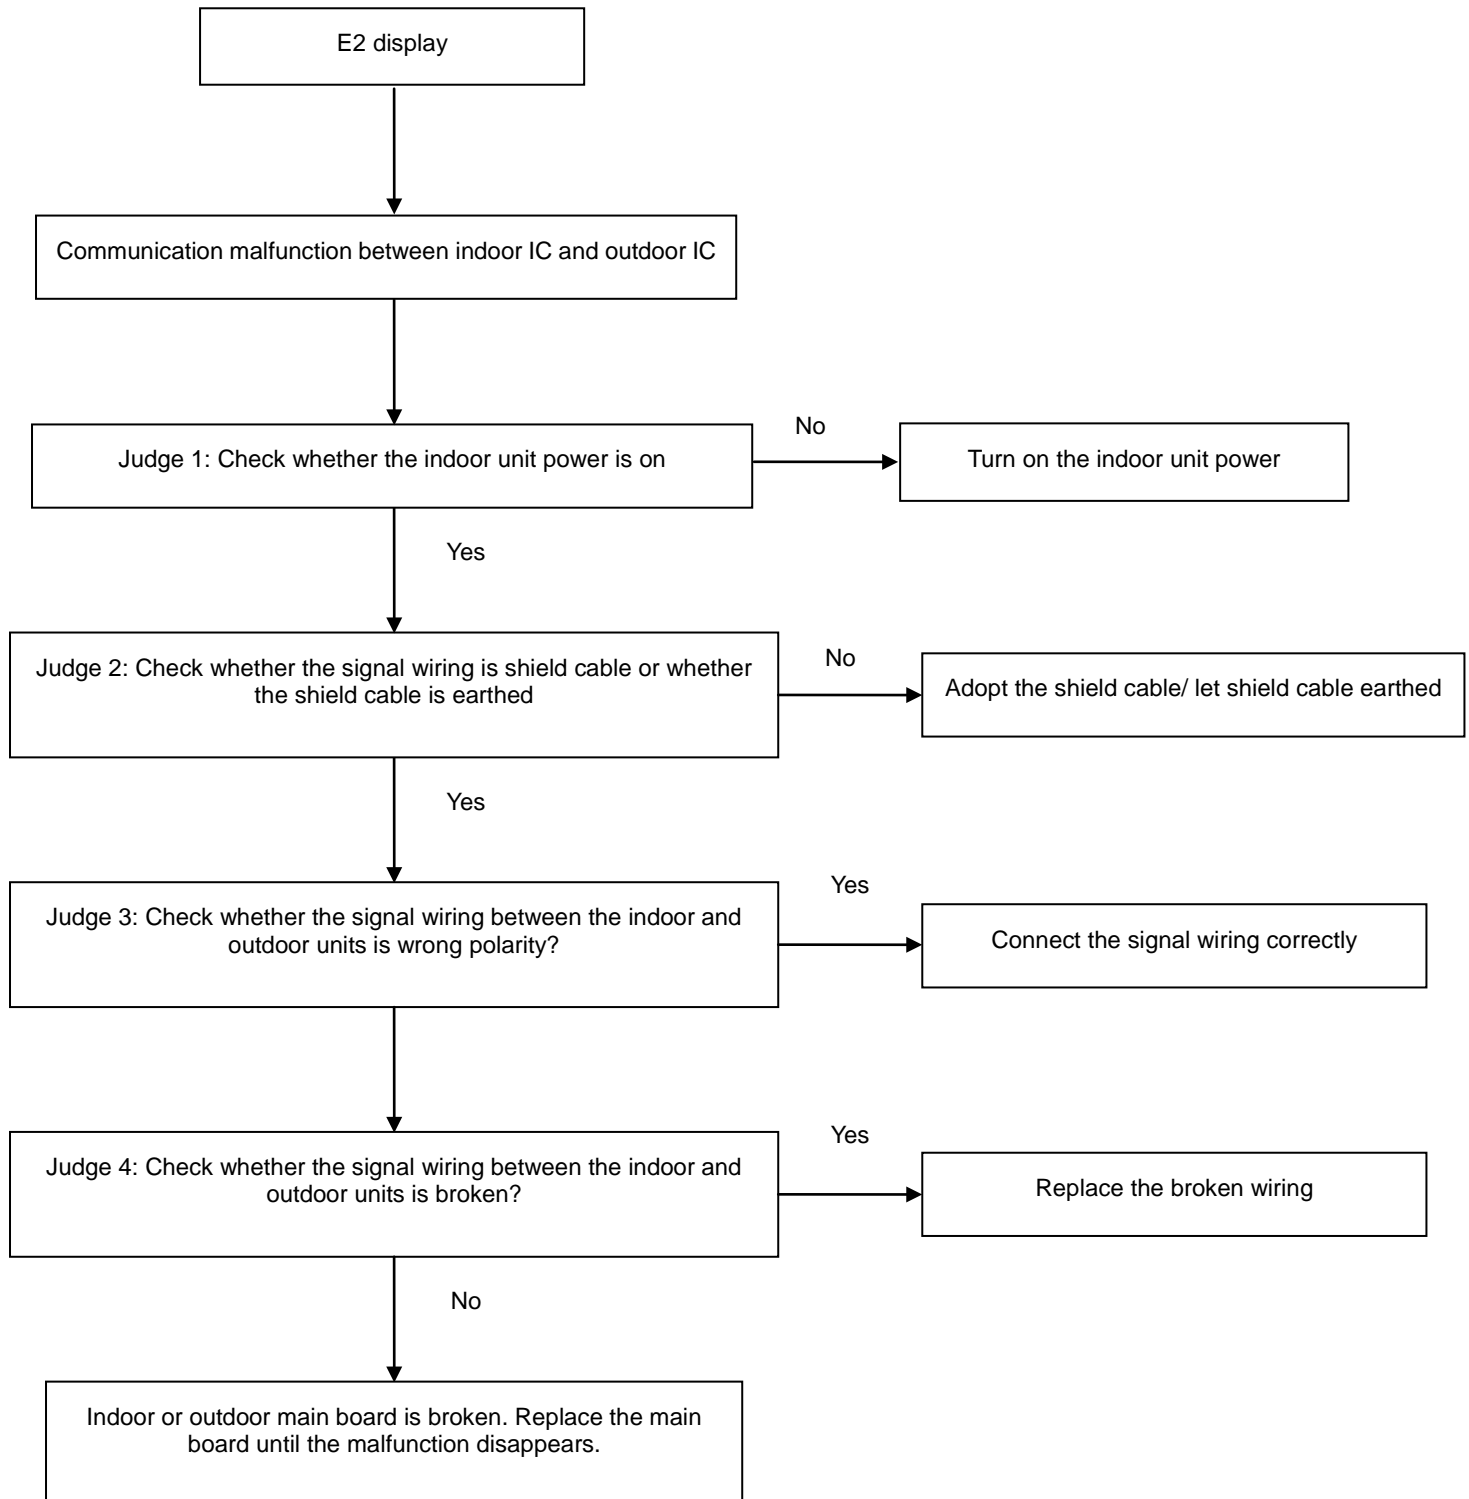 E2 display
Communication malfunction between indoor IC and outdoor IC
No
Judge 1: Check whether the indoor unit power is on
Turn on the indoor unit power
Yes
No
Judge 2: Check whether the signal wiring is shield cable or whether
the shield cable is earthed
Adopt the shield cable/ let shield cable earthed
Yes
Yes
Judge 3: Check whether the signal wiring between the indoor and
outdoor units is wrong polarity?
Connect the signal wiring correctly
Yes
Judge 4: Check whether the signal wiring between the indoor and
outdoor units is broken?
Replace the broken wiring
No
Indoor or outdoor main board is broken. Replace the main
board until the malfunction disappears.